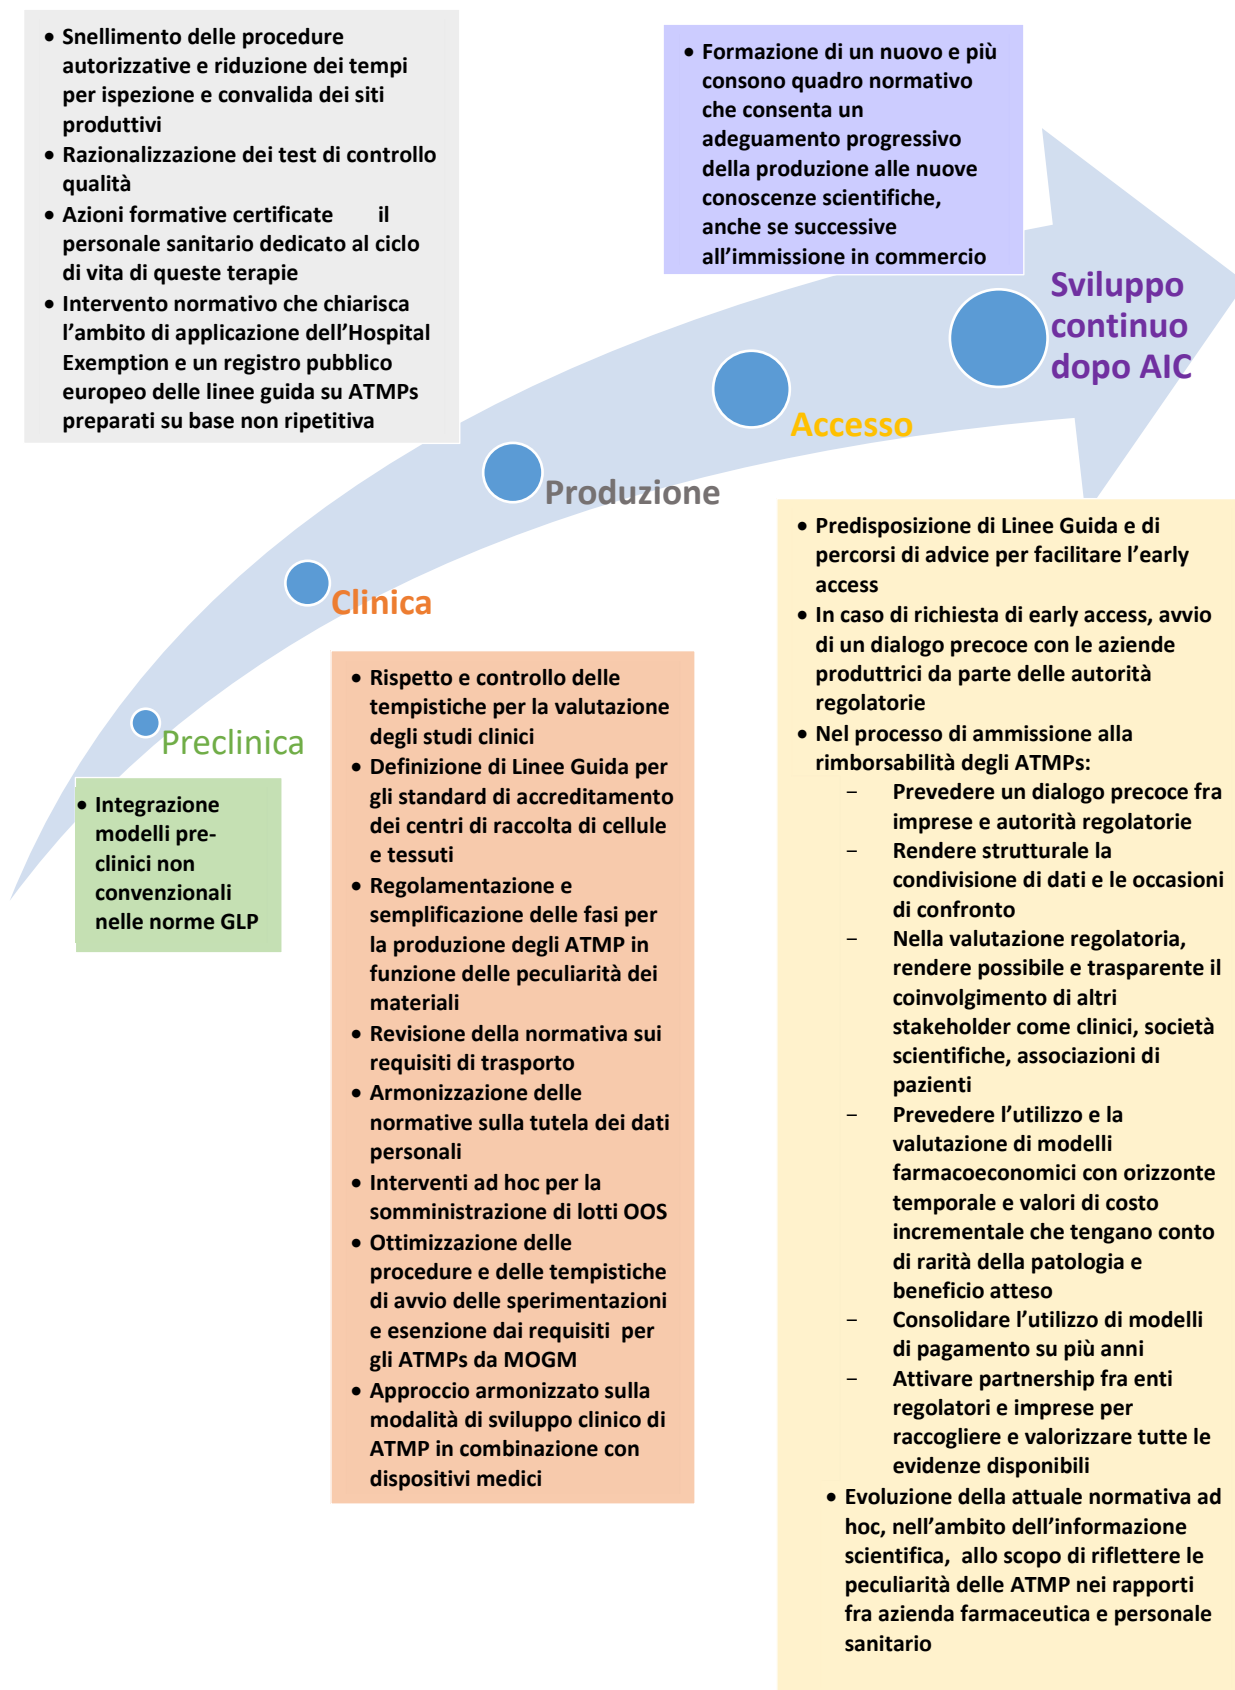 • Snellimento delle procedure
autorizzative e riduzione dei tempi
per ispezione e convalida dei siti
produttivi
• Razionalizzazione dei test di controllo
qualità
• Azioni formative certificate il
personale sanitario dedicato al ciclo
di vita di queste terapie
• Intervento normativo che chiarisca
l’ambito di applicazione dell’Hospital
Exemption e un registro pubblico
europeo delle linee guida su ATMPs
preparati su base non ripetitiva
• Formazione di un nuovo e più
consono quadro normativo
che consenta un
adeguamento progressivo
della produzione alle nuove
conoscenze scientifiche,
anche se successive
all’immissione in commercio
Sviluppo
continuo
dopo AIC
Accesso
Produzione
Clinica
Preclinica
• Integrazione
modelli pre-
clinici non
convenzionali
nelle norme GLP
• Rispetto e controllo delle
tempistiche per la valutazione
degli studi clinici
• Definizione di Linee Guida per
gli standard di accreditamento
dei centri di raccolta di cellule
e tessuti
• Regolamentazione e
semplificazione delle fasi per
la produzione degli ATMP in
funzione delle peculiarità dei
materiali
• Revisione della normativa sui
requisiti di trasporto
• Armonizzazione delle
normative sulla tutela dei dati
personali
• Interventi ad hoc per la
somministrazione di lotti OOS
• Ottimizzazione delle
procedure e delle tempistiche
di avvio delle sperimentazioni
e esenzione dai requisiti per
gli ATMPs da MOGM
• Approccio armonizzato sulla
modalità di sviluppo clinico di
ATMP in combinazione con
dispositivi medici
• Predisposizione di Linee Guida e di
percorsi di advice per facilitare l’early
access
• In caso di richiesta di early access, avvio
di un dialogo precoce con le aziende
produttrici da parte delle autorità
regolatorie
• Nel processo di ammissione alla
rimborsabilità degli ATMPs:
– Prevedere un dialogo precoce fra
imprese e autorità regolatorie
– Rendere strutturale la
condivisione di dati e le occasioni
di confronto
– Nella valutazione regolatoria,
rendere possibile e trasparente il
coinvolgimento di altri
stakeholder come clinici, società
scientifiche, associazioni di
pazienti
– Prevedere l’utilizzo e la
valutazione di modelli
farmacoeconomici con orizzonte
temporale e valori di costo
incrementale che tengano conto
di rarità della patologia e
beneficio atteso
– Consolidare l’utilizzo di modelli
di pagamento su più anni
– Attivare partnership fra enti
regolatori e imprese per
raccogliere e valorizzare tutte le
evidenze disponibili
• Evoluzione della attuale normativa ad
hoc, nell’ambito dell’informazione
scientifica, allo scopo di riflettere le
peculiarità delle ATMP nei rapporti
fra azienda farmaceutica e personale
sanitario